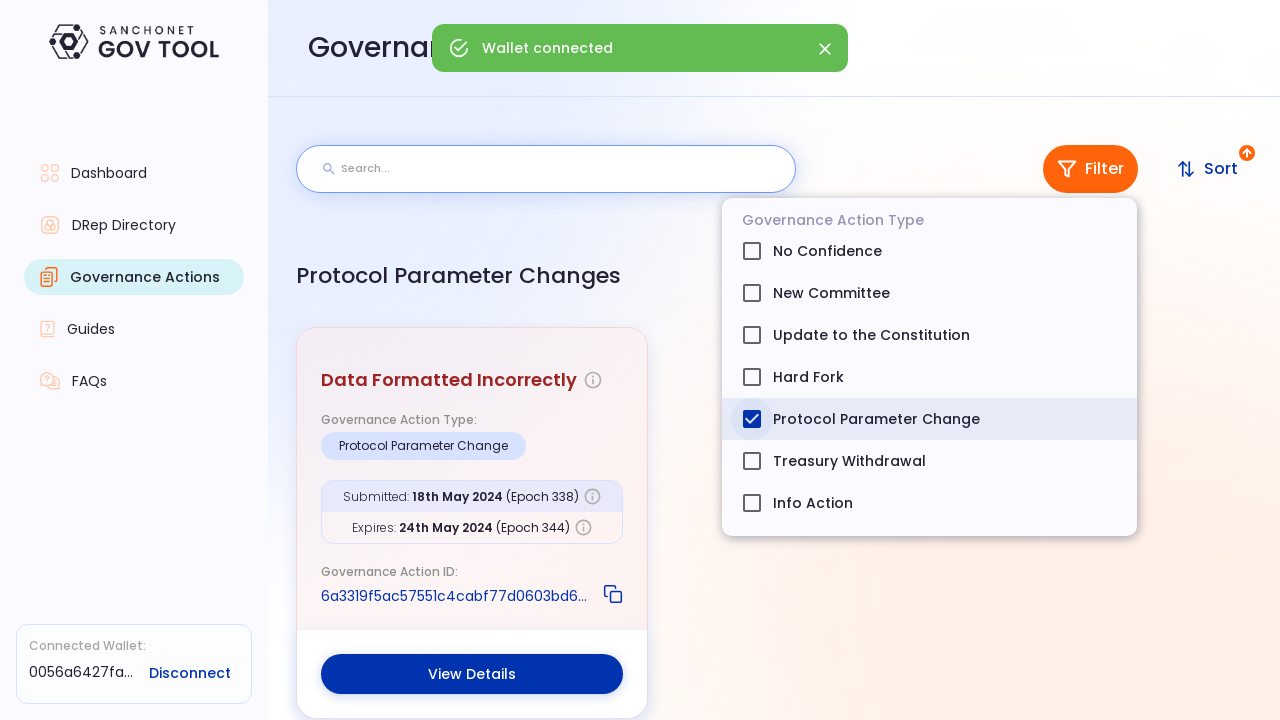 SANCHONET
GOV TOOL
Dashboard
DRep Directory
Governance Actions
Guides
FAQs
Connected Wallet:
0056a6427fa...
Disconnect
Wallet connected
Search...
Filter
Sort
Governance Action Type
No Confidence
New Committee
Update to the Constitution
Hard Fork
Protocol Parameter Change
Treasury Withdrawal
Info Action
Protocol Parameter Changes
Data Formatted Incorrectly
Governance Action Type:
Protocol Parameter Change
Submitted: 18th May 2024 (Epoch 338)
Expires: 24th May 2024 (Epoch 344)
Governance Action ID:
6a3319f5ac57551c4cabf77d0603bd6...
View Details